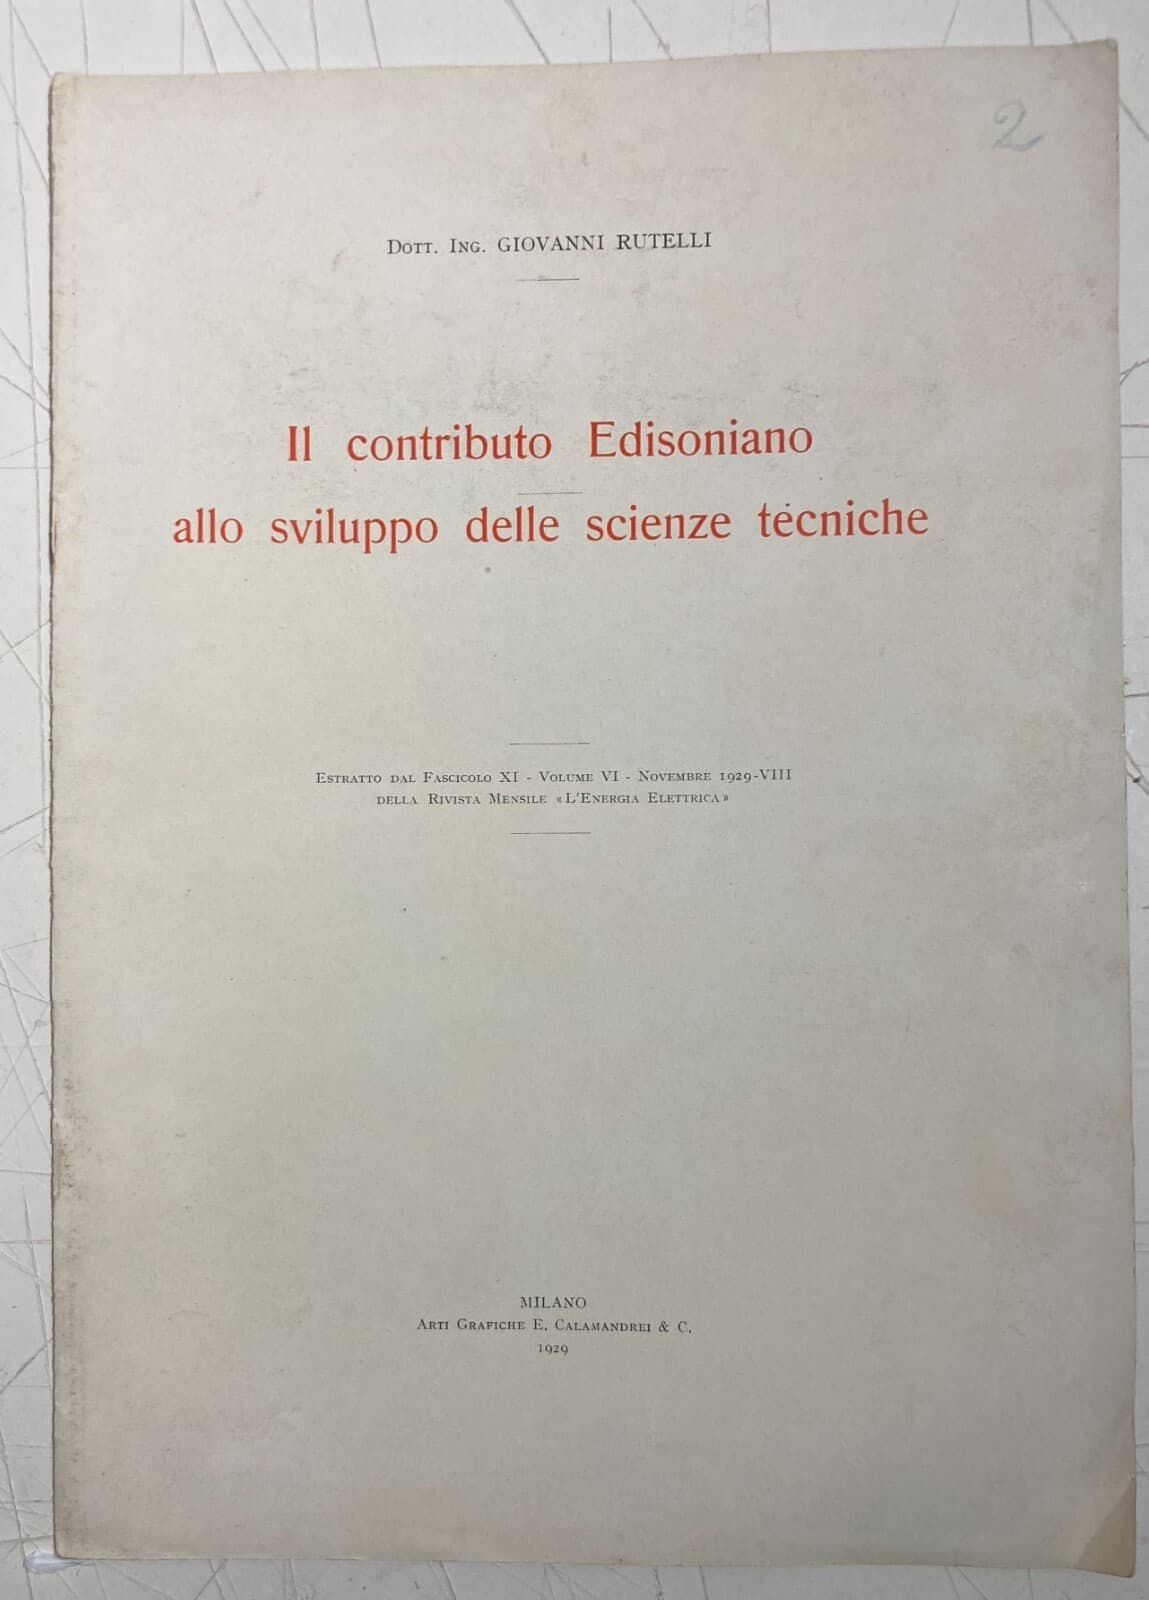 2
Dott. Ing. GIOVANNI RUTELLI
Il contributo Edisoniano
allo sviluppo delle scienze tecniche
Estratto dal Fascicolo XI - Volume VI - Novembre 1929-VIII
della Rivista Mensile «L'Energia Elettrica»
MILANO
Arti Grafiche E. Calamandrei & C.
1929